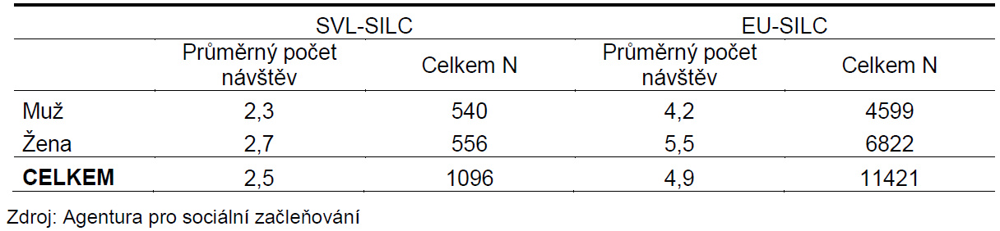 SVL-SILC EU-SILC
Průměrný počet návštěv Celkem N Průměrný počet návštěv Celkem N
Muž 2,3 540 4,2 4599
Žena 2,7 556 5,5 6822
CELKEM 2,5 1096 4,9 11421
Zdroj: Agentura pro sociální začleňování